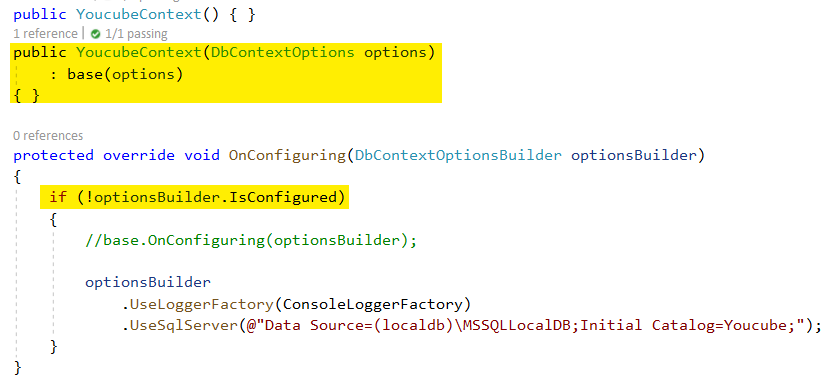 public YoucubeContext() { }
1 reference | 1/1 passing
public YoucubeContext(DbContextOptions options)
: base(options)
{ }
0 references
protected override void OnConfiguring(DbContextOptionsBuilder optionsBuilder)
{
if (!optionsBuilder.IsConfigured)
{
//base.OnConfiguring(optionsBuilder);
optionsBuilder
.UseLoggerFactory(ConsoleLoggerFactory)
.UseSqlServer(@"Data Source=(localdb)\MSSQLLocalDB;Initial Catalog=Youcube;");
}
}